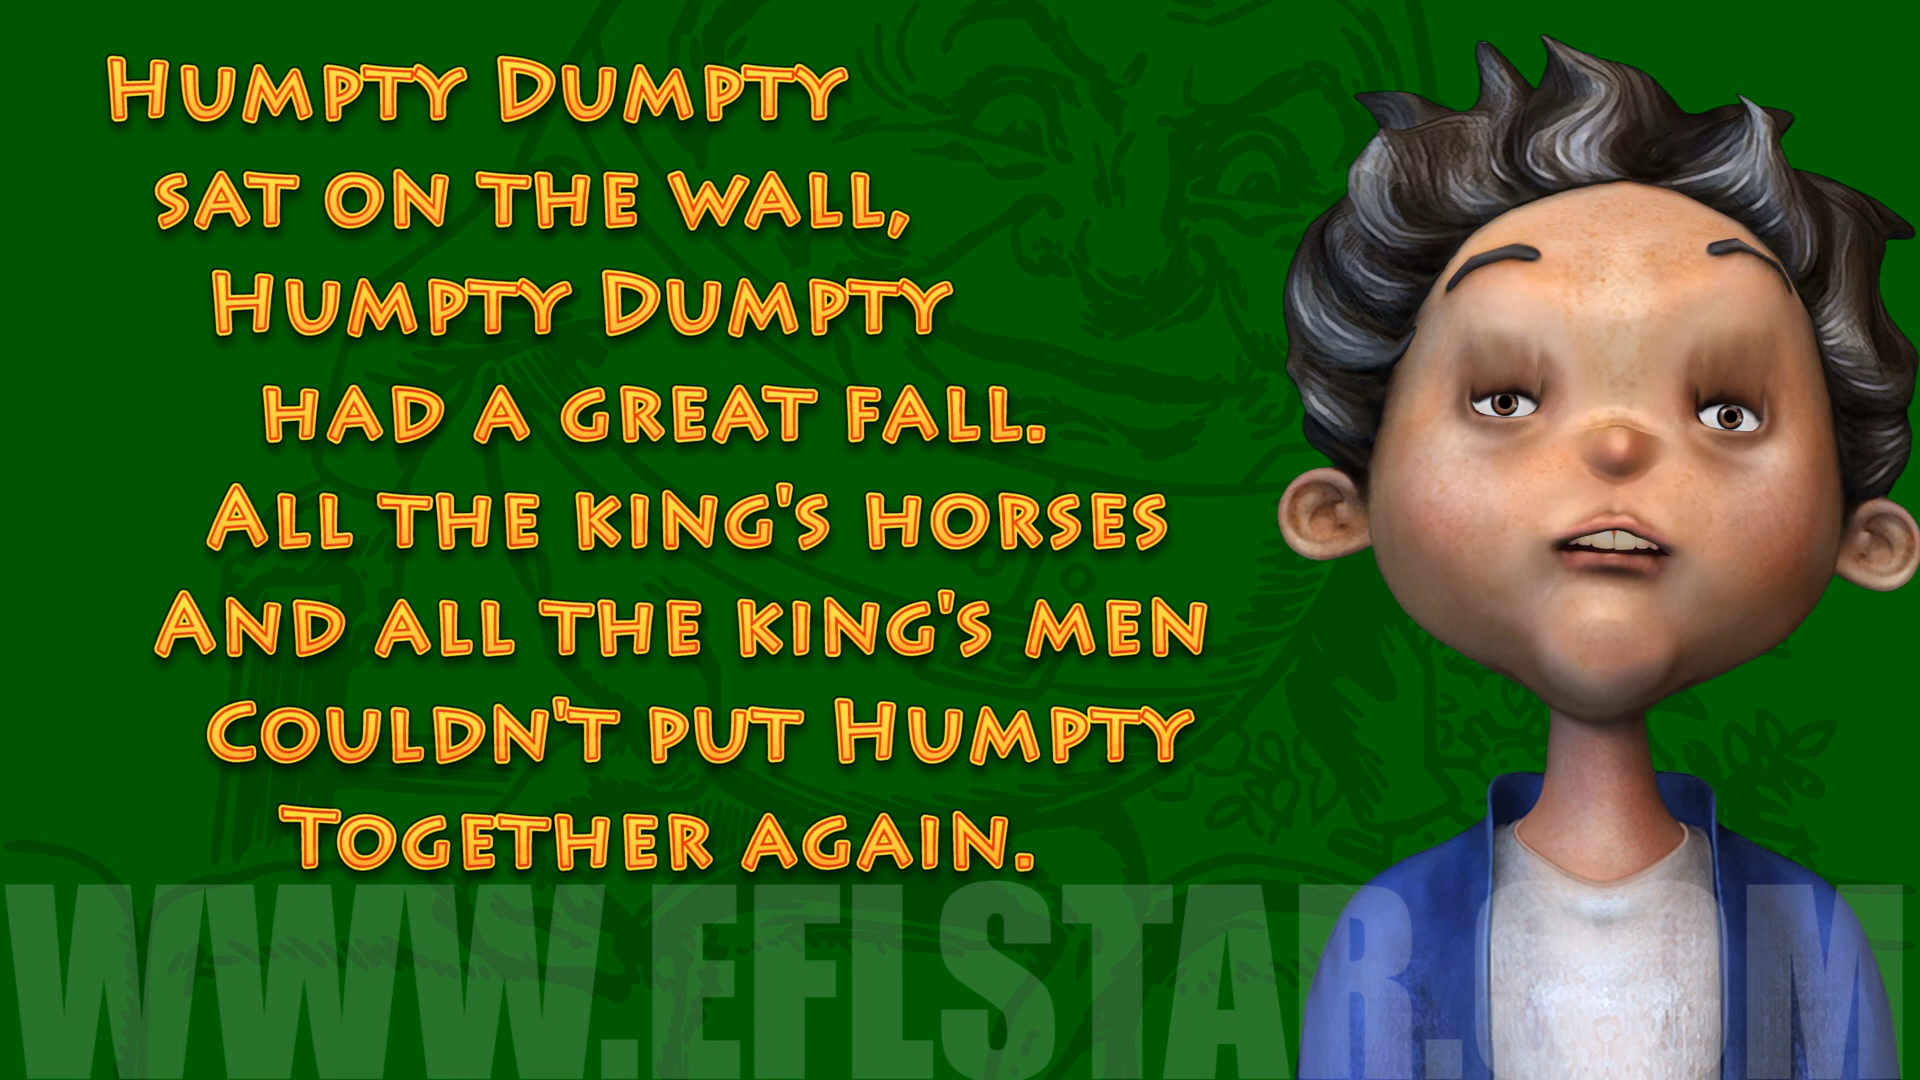 Humpty Dumpty
sat on the wall,
Humpty Dumpty
had a great fall.
All the king's horses
And all the king's men
Couldn't put Humpty
Together again.
WWW.EFLSTAR.COM